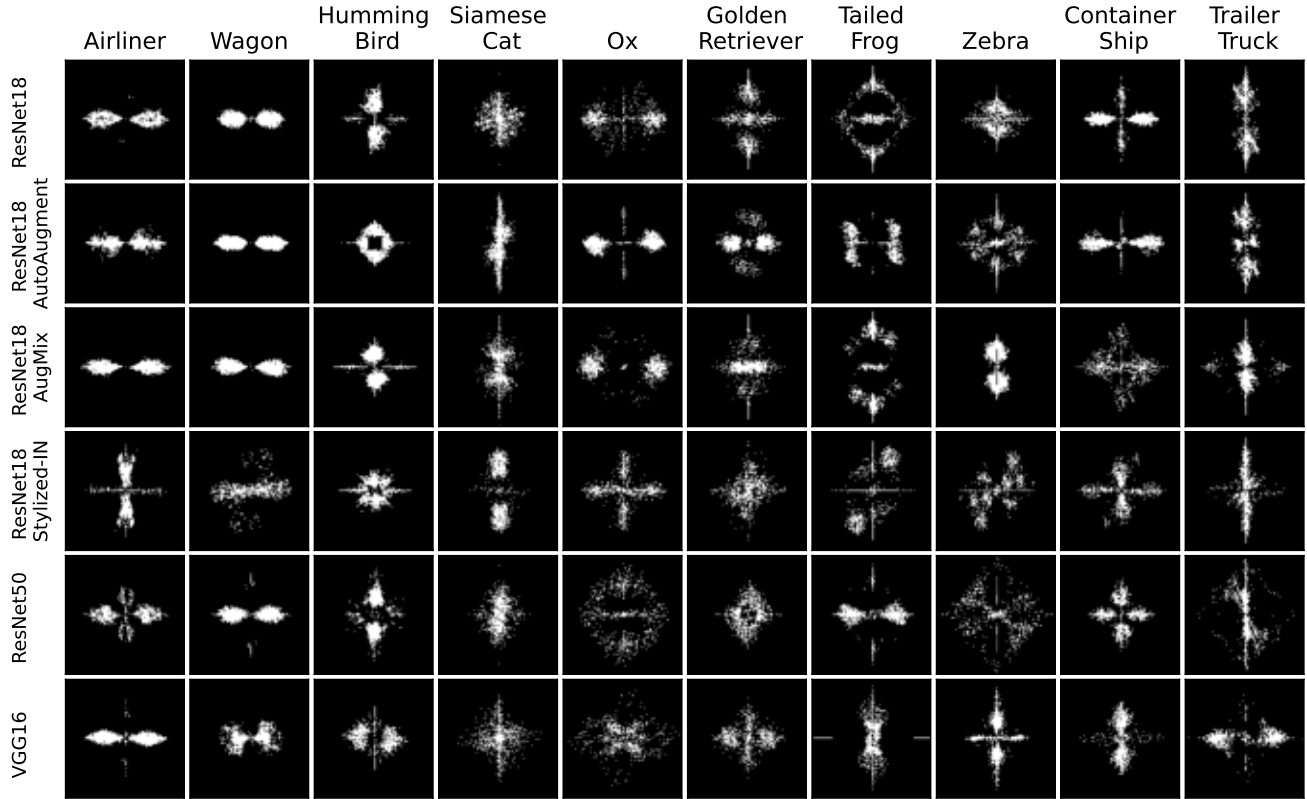 Humming Siamese Golden Tailed Container Trailer
Airliner Wagon Bird Cat Ox Retriever Frog Zebra Ship Truck
ResNet18
ResNet18
AutoAugment
ResNet18
AugMix
ResNet18
Stylized-IN
ResNet50
VGG16